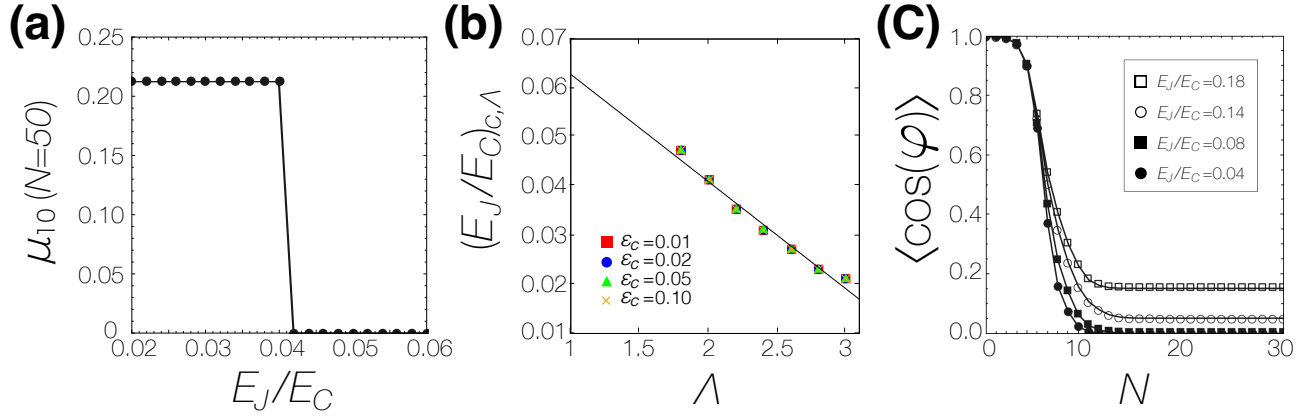 (a)
0.25
0.20
0.15
0.10
0.05
0
0.02 0.03 0.04 0.05 0.06
μ10 (N=50)
EJ/EC
(b)
0.07
0.06
0.05
0.04
0.03
0.02
0.01
1 2 2.5 3
(EJ/EC)C,Λ
Λ
εc=0.01
εc=0.02
εc=0.05
εc=0.10
(C)
1.0
0.8
0.6
0.4
0.2
0.0
0 10 20 30
⟨cos(φ)⟩
N
EJ/EC=0.18
EJ/EC=0.14
EJ/EC=0.08
EJ/EC=0.04